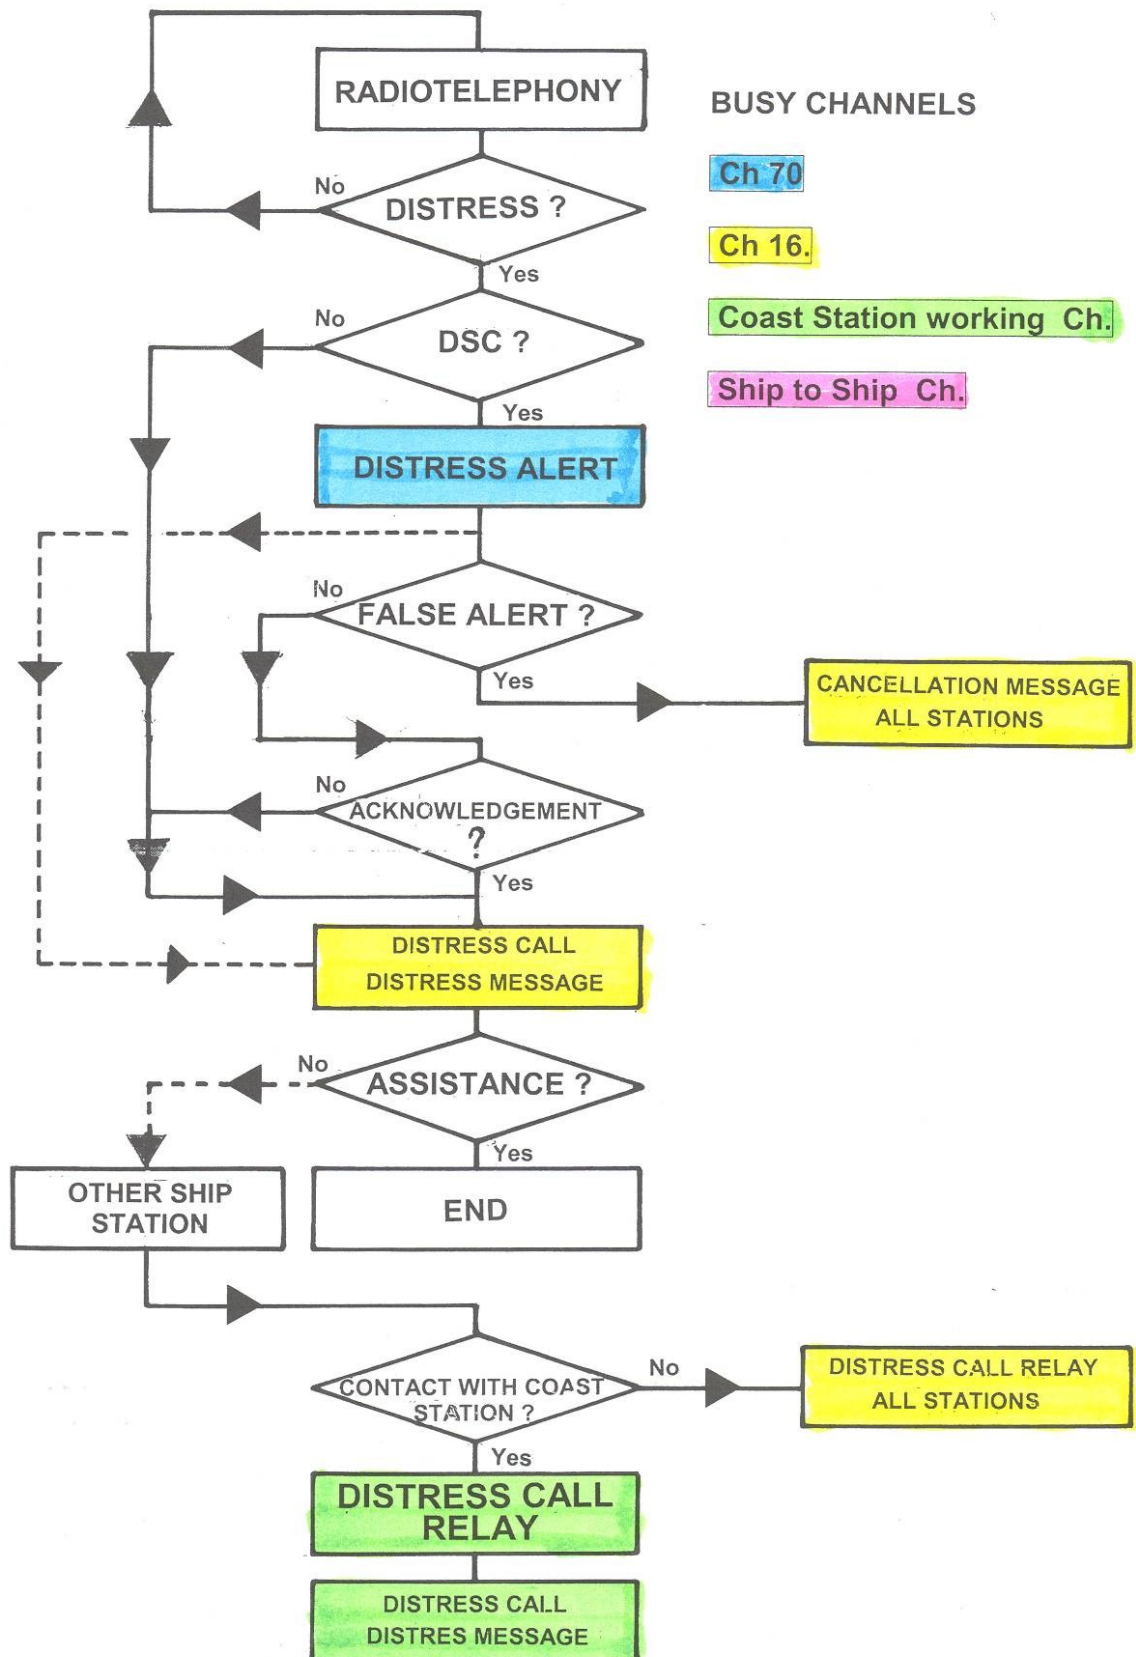 RADIOTELEPHONY
BUSY CHANNELS
Ch 70
Ch 16.
Coast Station working Ch.
Ship to Ship Ch.
No
DISTRESS ?
Yes
No
DSC ?
Yes
DISTRESS ALERT
No
FALSE ALERT ?
Yes
CANCELLATION MESSAGE
ALL STATIONS
No
ACKNOWLEDGEMENT
?
Yes
DISTRESS CALL
DISTRESS MESSAGE
No
ASSISTANCE ?
Yes
OTHER SHIP
STATION
END
CONTACT WITH COAST
STATION ?
No
DISTRESS CALL RELAY
ALL STATIONS
Yes
DISTRESS CALL
RELAY
DISTRESS CALL
DISTRES MESSAGE